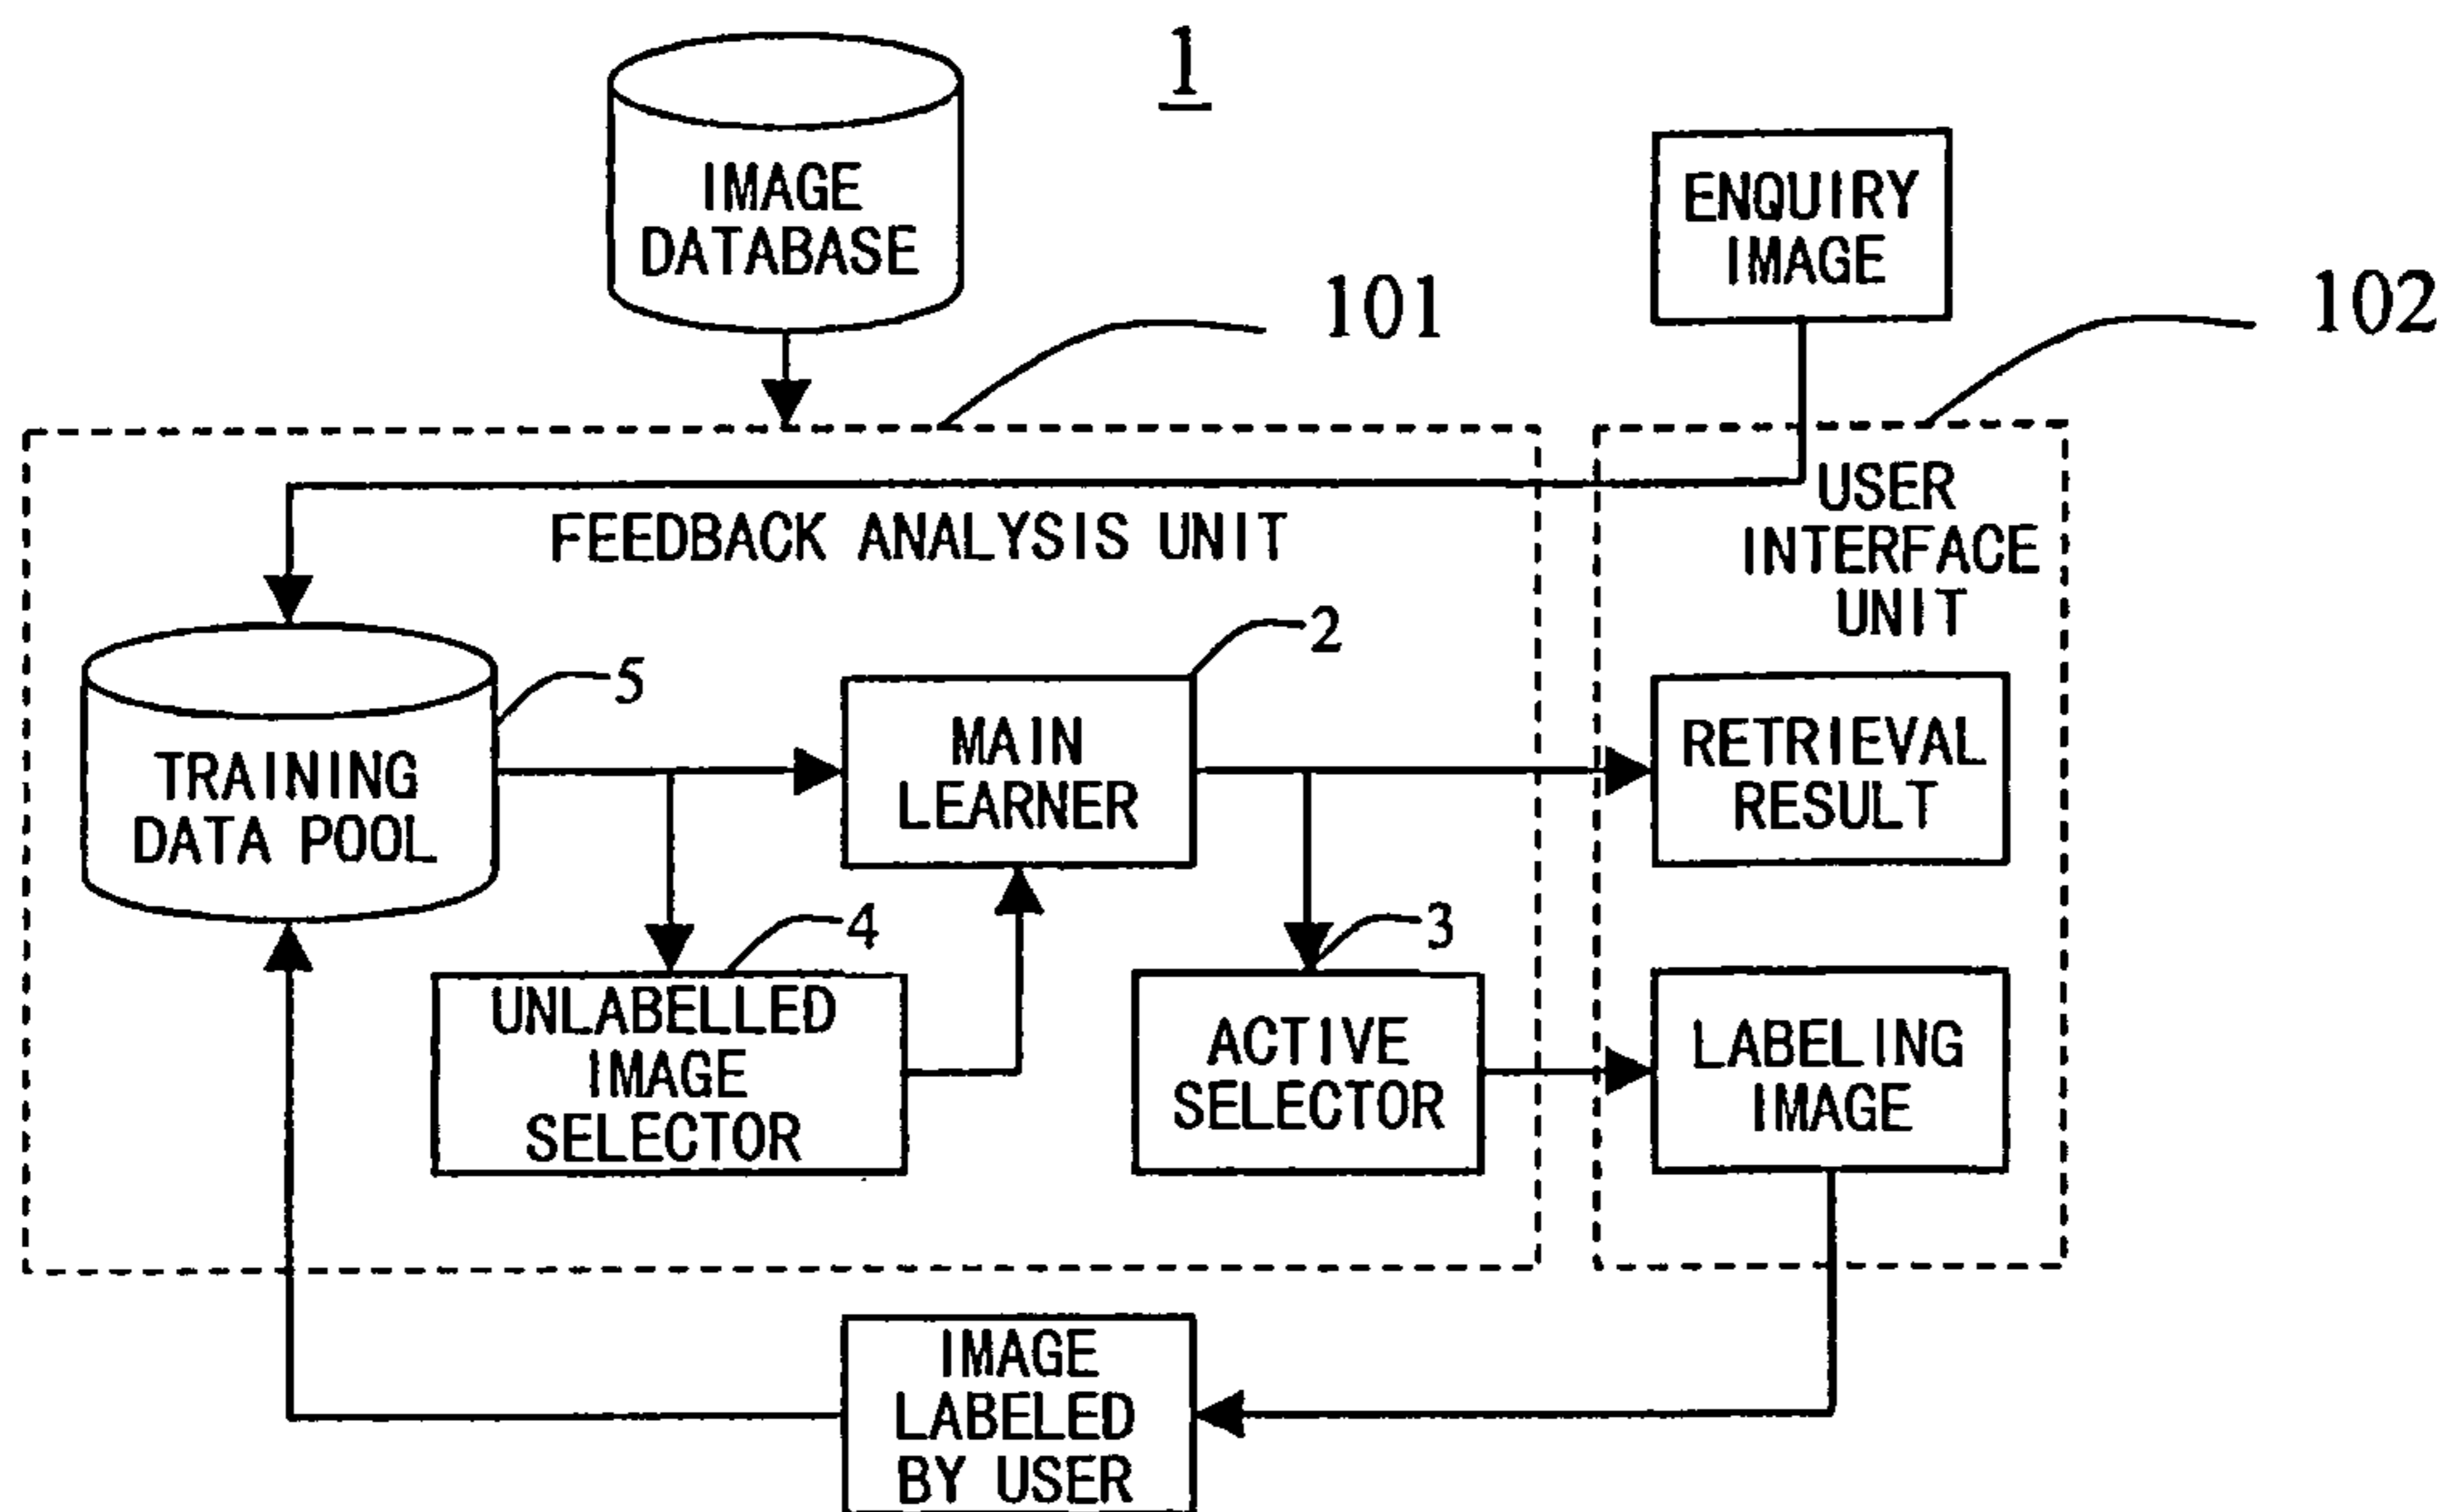 1
IMAGE
DATABASE
ENQUIRY
IMAGE
101
102
FEEDBACK ANALYSIS UNIT
USER
INTERFACE
UNIT
5
2
TRAINING
DATA POOL
MAIN
LEARNER
RETRIEVAL
RESULT
4
3
UNLABELLED
IMAGE
SELECTOR
ACTIVE
SELECTOR
LABELING
IMAGE
IMAGE
LABELED
BY USER